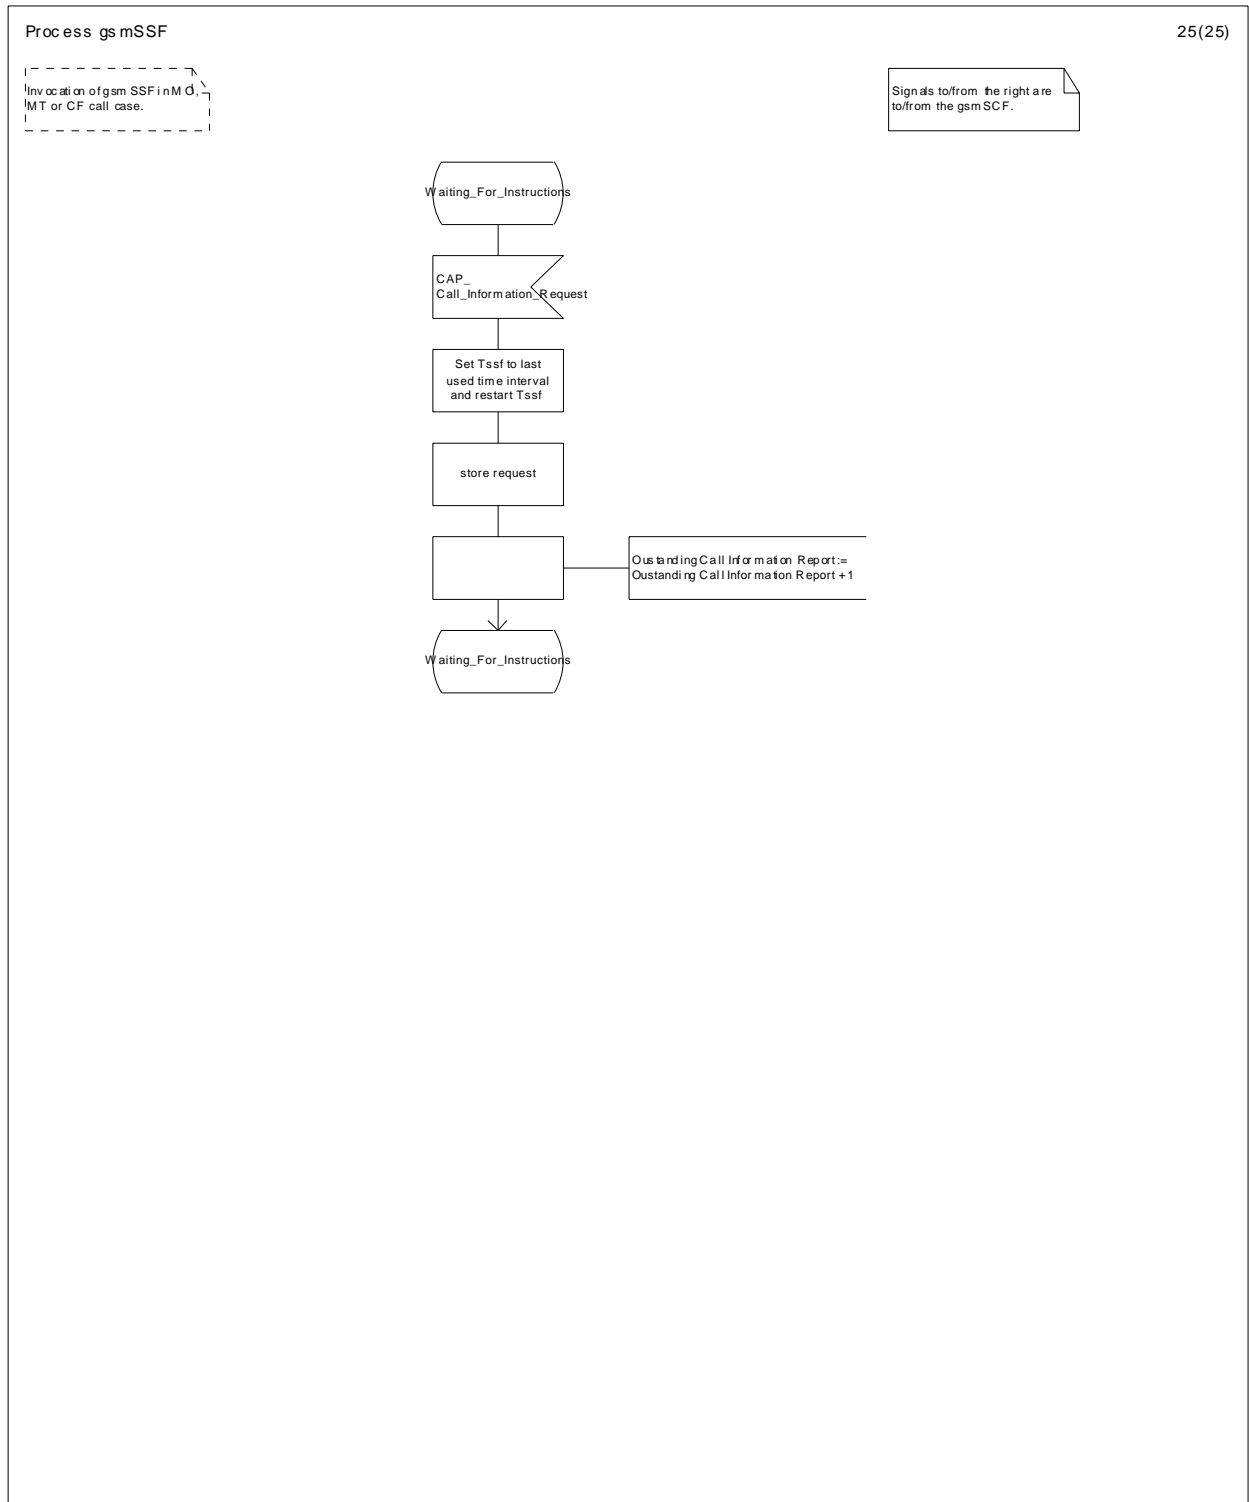 Process gsmSSF
25(25)
Invocation of gsm SSF in MO,
MT or CF call case.
Signals to/from the right are
to/from the gsmSCF.
Waiting_For_Instructions
CAP_
Call_Information_Request
Set Tssf to last
used time interval
and restart Tssf
store request
Oustanding Call Information Report :=
Oustanding Call Information Report + 1
Waiting_For_Instructions